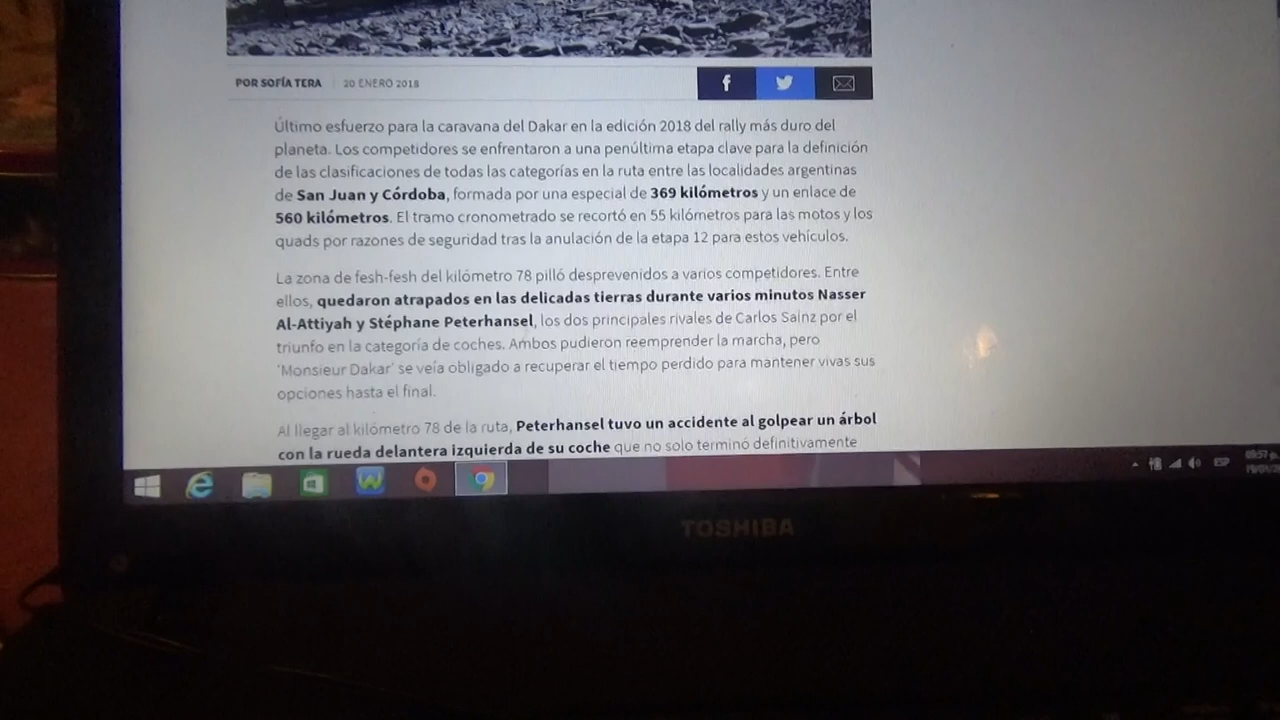 POR SOFÍA TERA 20 ENERO 2018
Último esfuerzo para la caravana del Dakar en la edición 2018 del rally más duro del
planeta. Los competidores se enfrentaron a una penúltima etapa clave para la definición
de las clasificaciones de todas las categorías en la ruta entre las localidades argentinas
de San Juan y Córdoba, formada por una especial de 369 kilómetros y un enlace de
560 kilómetros. El tramo cronometrado se recortó en 55 kilómetros para las motos y los
quads por razones de seguridad tras la anulación de la etapa 12 para estos vehículos.
La zona de fesh-fesh del kilómetro 78 pilló desprevenidos a varios competidores. Entre
ellos, quedaron atrapados en las delicadas tierras durante varios minutos Nasser
Al-Attiyah y Stéphane Peterhansel, los dos principales rivales de Carlos Sainz por el
triunfo en la categoría de coches. Ambos pudieron reemprender la marcha, pero
'Monsieur Dakar' se veía obligado a recuperar el tiempo perdido para mantener vivas sus
opciones hasta el final.
Al llegar al kilómetro 78 de la ruta, Peterhansel tuvo un accidente al golpear un árbol
con la rueda delantera izquierda de su coche que no solo terminó definitivamente
ESP
TOSHIBA